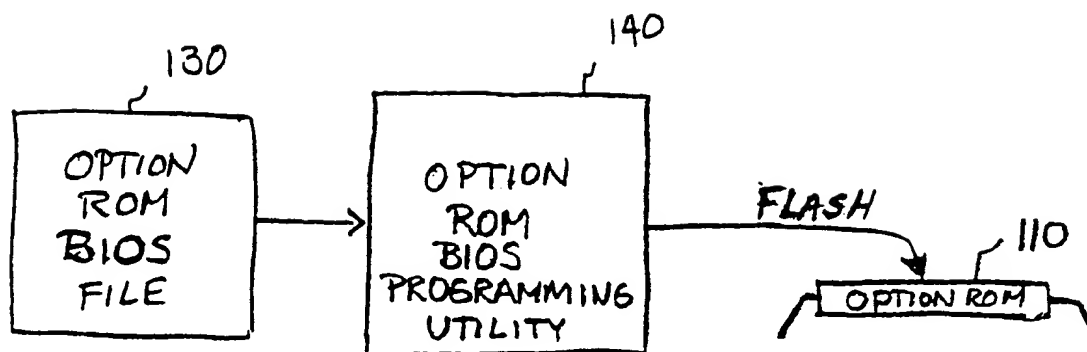 130
OPTION
ROM
BIOS
FILE
140
OPTION
ROM
BIOS
PROGRAMMING
UTILITY
FLASH
110
OPTION ROM